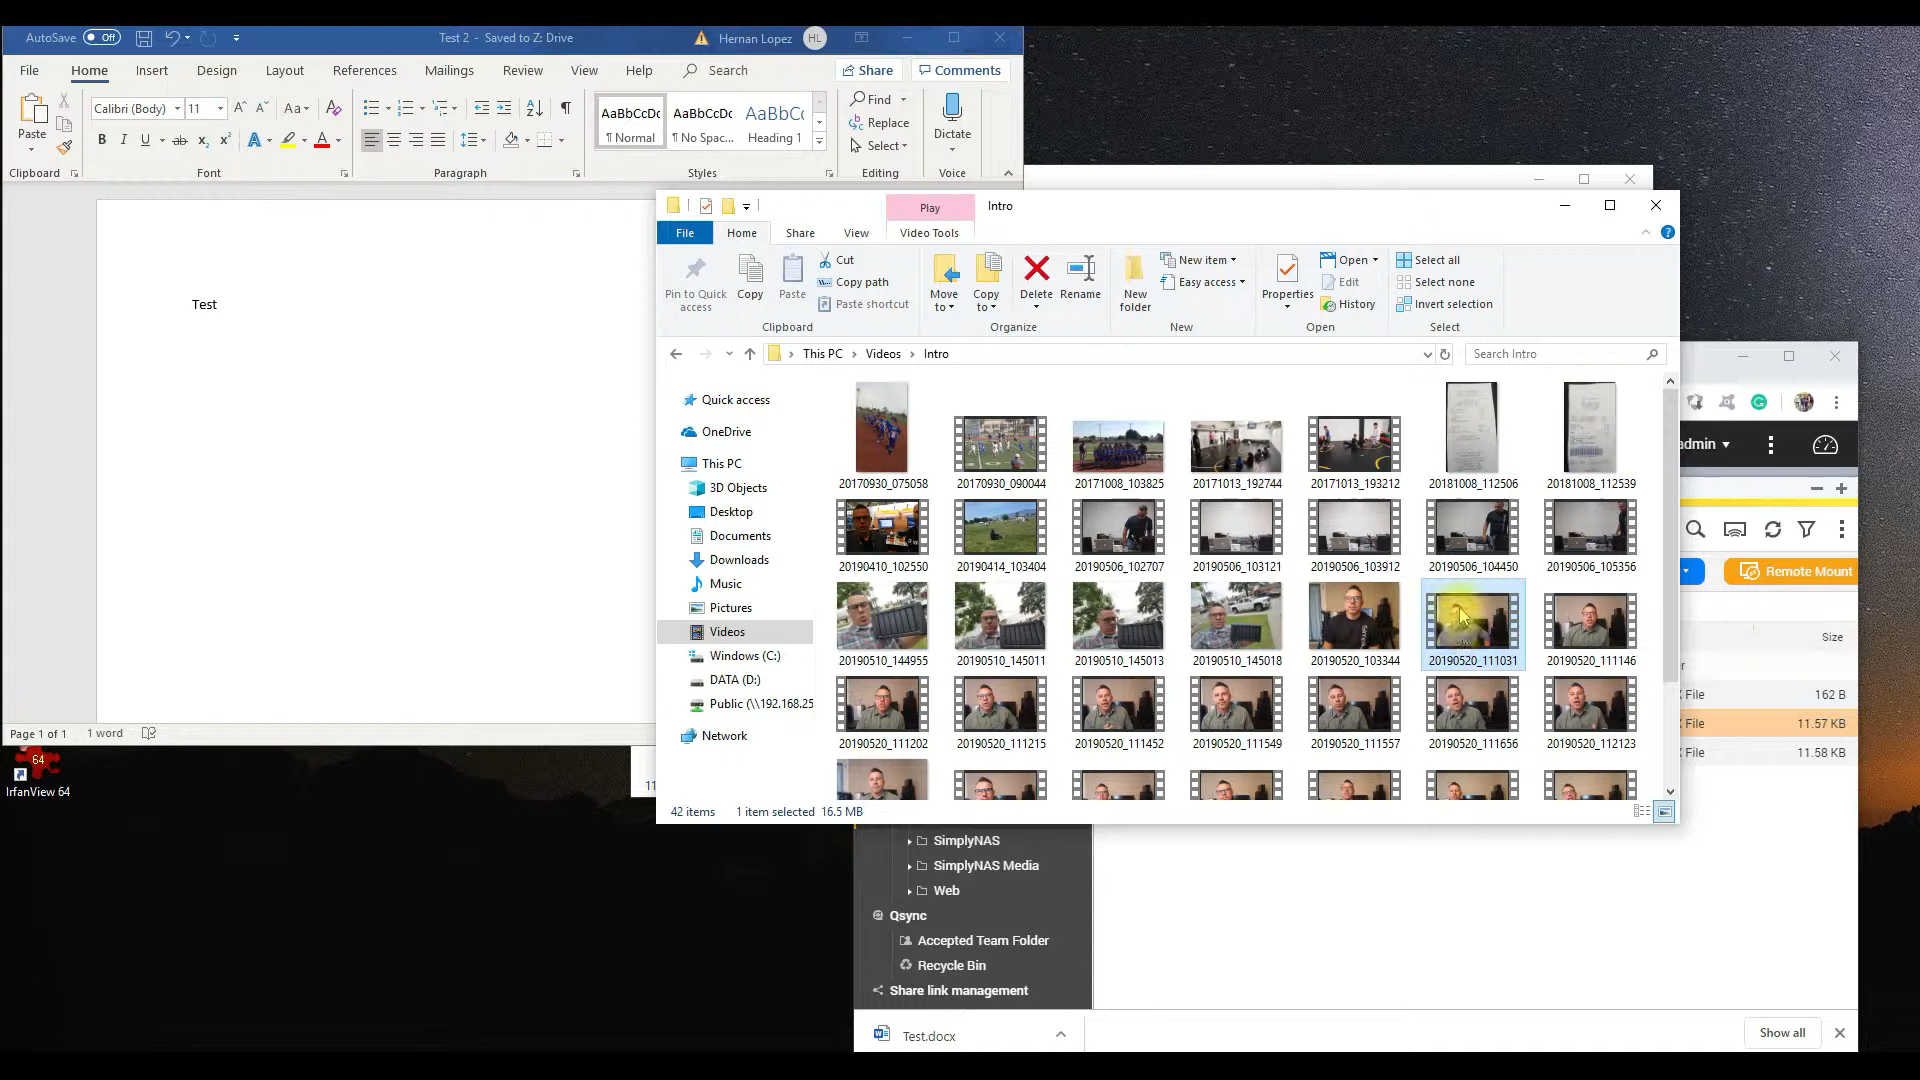 AutoSave Off Test 2 - Saved to Z: Drive Hernan Lopez HL
File Home Insert Design Layout References Mailings Review View Help Search Share Comments
Paste Calibri (Body) 11 Aa
B I U ab x₂ x² A A
AaBbCcDc AaBbCcDc AaBbCc
¶ Normal ¶ No Spac... Heading 1
Find
Replace
Select
Dictate
Clipboard Font Paragraph Styles Editing Voice
Test
Page 1 of 1 1 word
64
IrfanView 64
Play Intro
File Home Share View Video Tools
Pin to Quick access
Copy
Paste
Cut
Copy path
Paste shortcut
Move to
Copy to
Delete
Rename
New folder
New item
Easy access
Properties
Open
Edit
History
Select all
Select none
Invert selection
Clipboard Organize New Open Select
This PC Videos Intro Search Intro
Quick access
OneDrive
This PC
3D Objects
Desktop
Documents
Downloads
Music
Pictures
Videos
Windows (C:)
DATA (D:)
Public (\\192.168.25
Network
20170930_075058 20170930_090044 20171008_103825 20171013_192744 20171013_193212 20181008_112506 20181008_112539
20190410_102550 20190414_103404 20190506_102707 20190506_103121 20190506_103912 20190506_104450 20190506_105356
20190510_144955 20190510_145011 20190510_145013 20190510_145018 20190520_103344 20190520_111031 20190520_111146
20190520_111202 20190520_111215 20190520_111452 20190520_111549 20190520_111557 20190520_111656 20190520_112123
42 items 1 item selected 16.5 MB
11
admin
Remote Mount
Size
File 162 B
File 11.57 KB
File 11.58 KB
SimplyNAS
SimplyNAS Media
Web
Qsync
Accepted Team Folder
Recycle Bin
Share link management
Test.docx
Show all